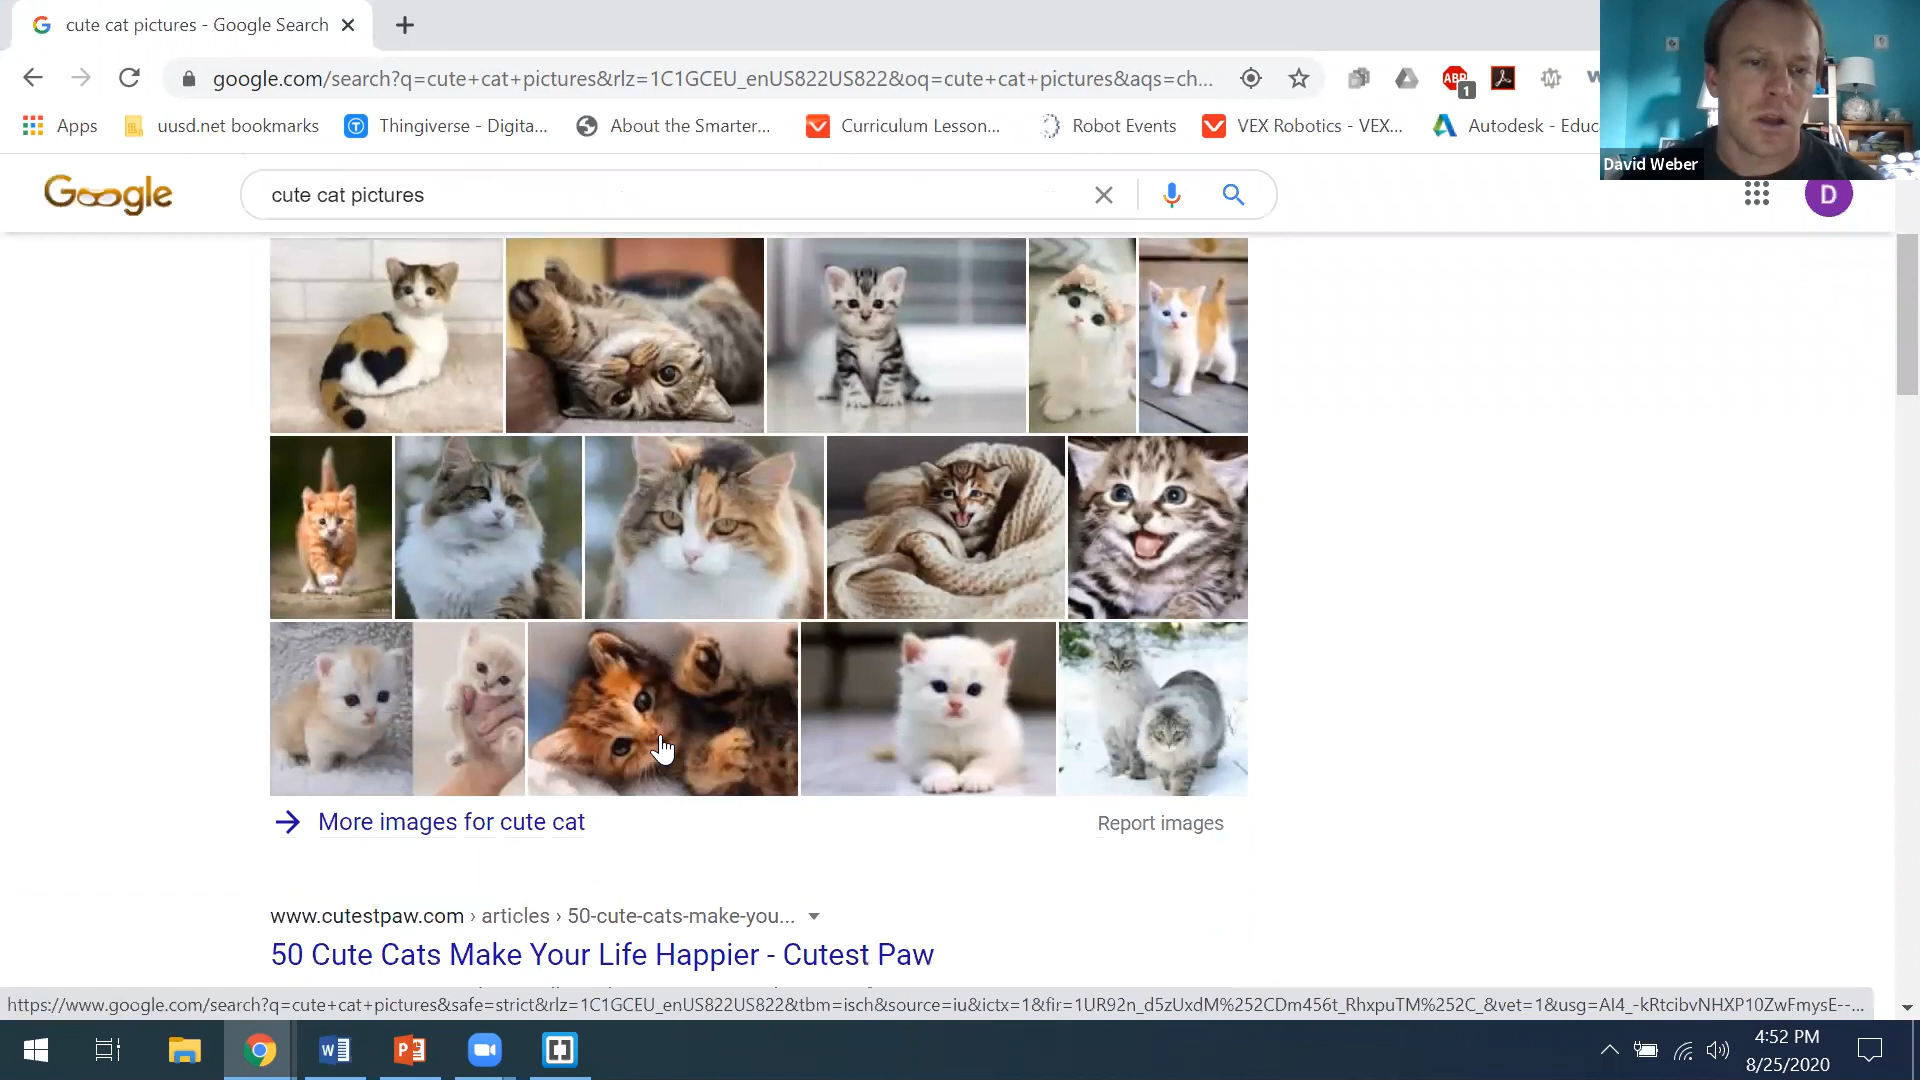 cute cat pictures - Google Search
google.com/search?q=cute+cat+pictures&rlz=1C1GCEU_enUS822US822&oq=cute+cat+pictures&aqs=ch...
ABP
1
Apps
uusd.net bookmarks
Thingiverse - Digita...
About the Smarter...
Curriculum Lesson...
Robot Events
VEX Robotics - VEX...
Autodesk - Educ
David Weber
Google
cute cat pictures
D
More images for cute cat
Report images
www.cutestpaw.com › articles › 50-cute-cats-make-you...
50 Cute Cats Make Your Life Happier - Cutest Paw
https://www.google.com/search?q=cute+cat+pictures&safe=strict&rlz=1C1GCEU_enUS822US822&tbm=isch&source=iu&ictx=1&fir=1UR92n_d5zUxdM%252CDm456t_RhxpuTM%252C_&vet=1&usg=AI4_-kRtcibvNHXP10ZwFmysE--...
4:52 PM
8/25/2020